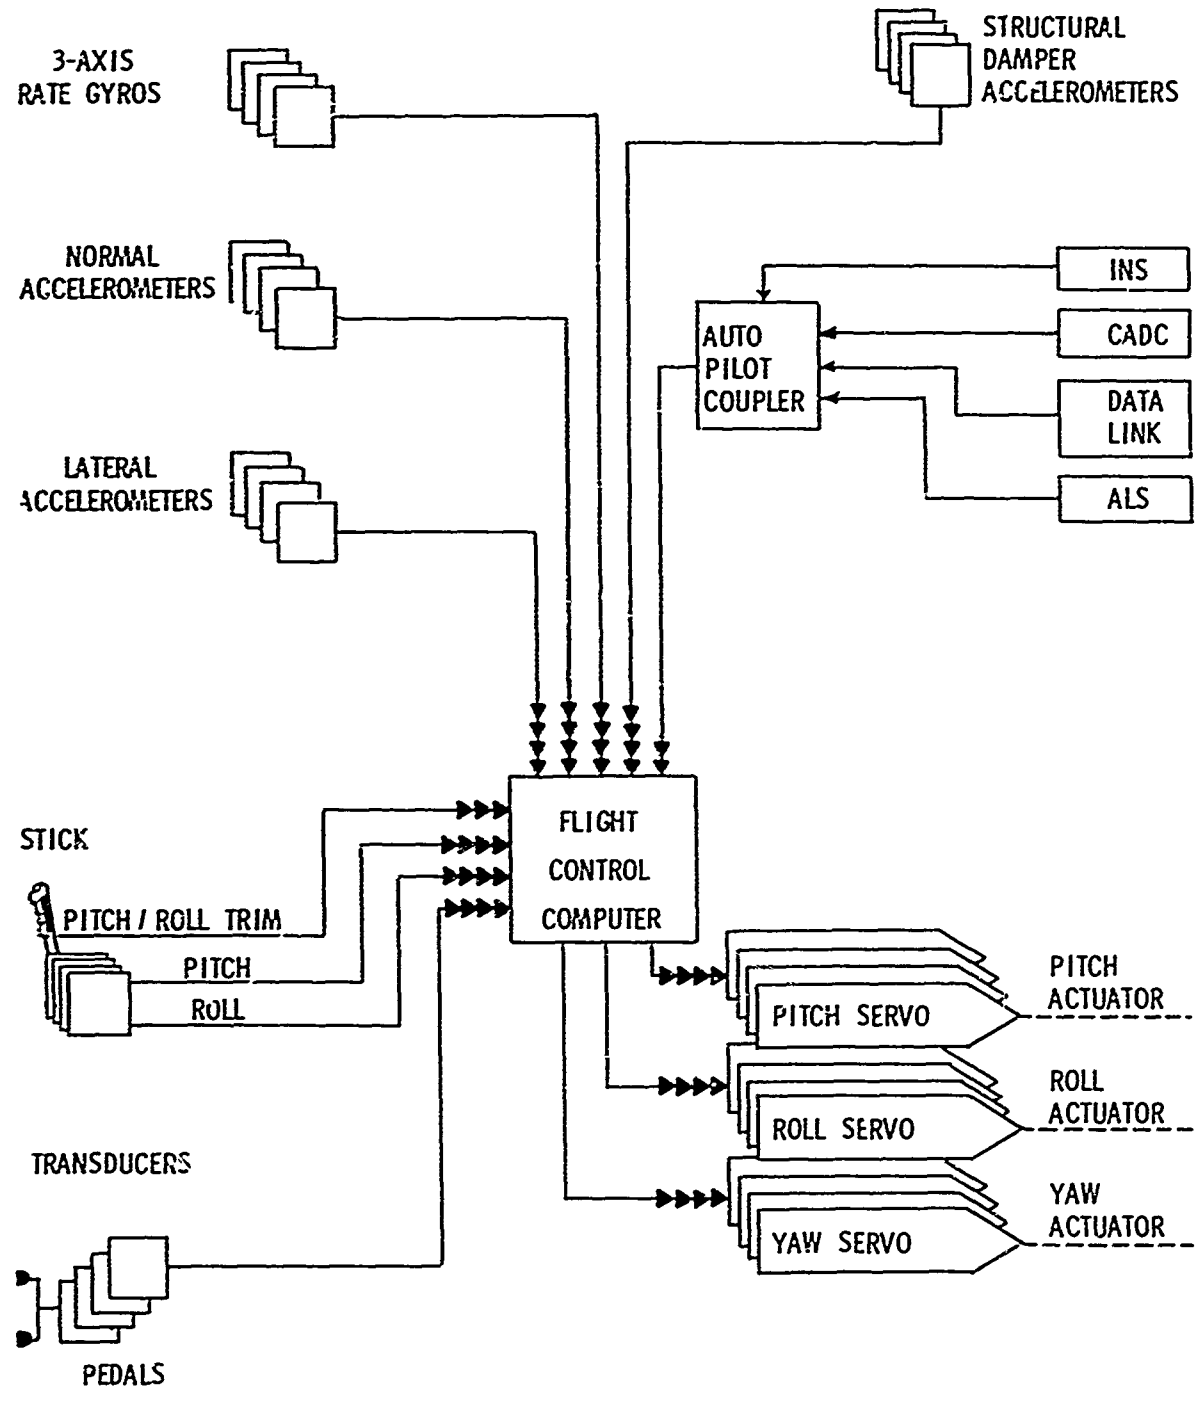 3-AXIS
RATE GYROS
STRUCTURAL
DAMPER
ACCELEROMETERS
NORMAL
ACCELEROMETERS
INS
CADC
DATA
LINK
ALS
AUTO
PILOT
COUPLER
LATERAL
ACCELEROMETERS
FLIGHT
CONTROL
COMPUTER
STICK
PITCH / ROLL TRIM
PITCH
ROLL
PITCH SERVO
PITCH
ACTUATOR
ROLL SERVO
ROLL
ACTUATOR
YAW SERVO
YAW
ACTUATOR
TRANSDUCERS
PEDALS